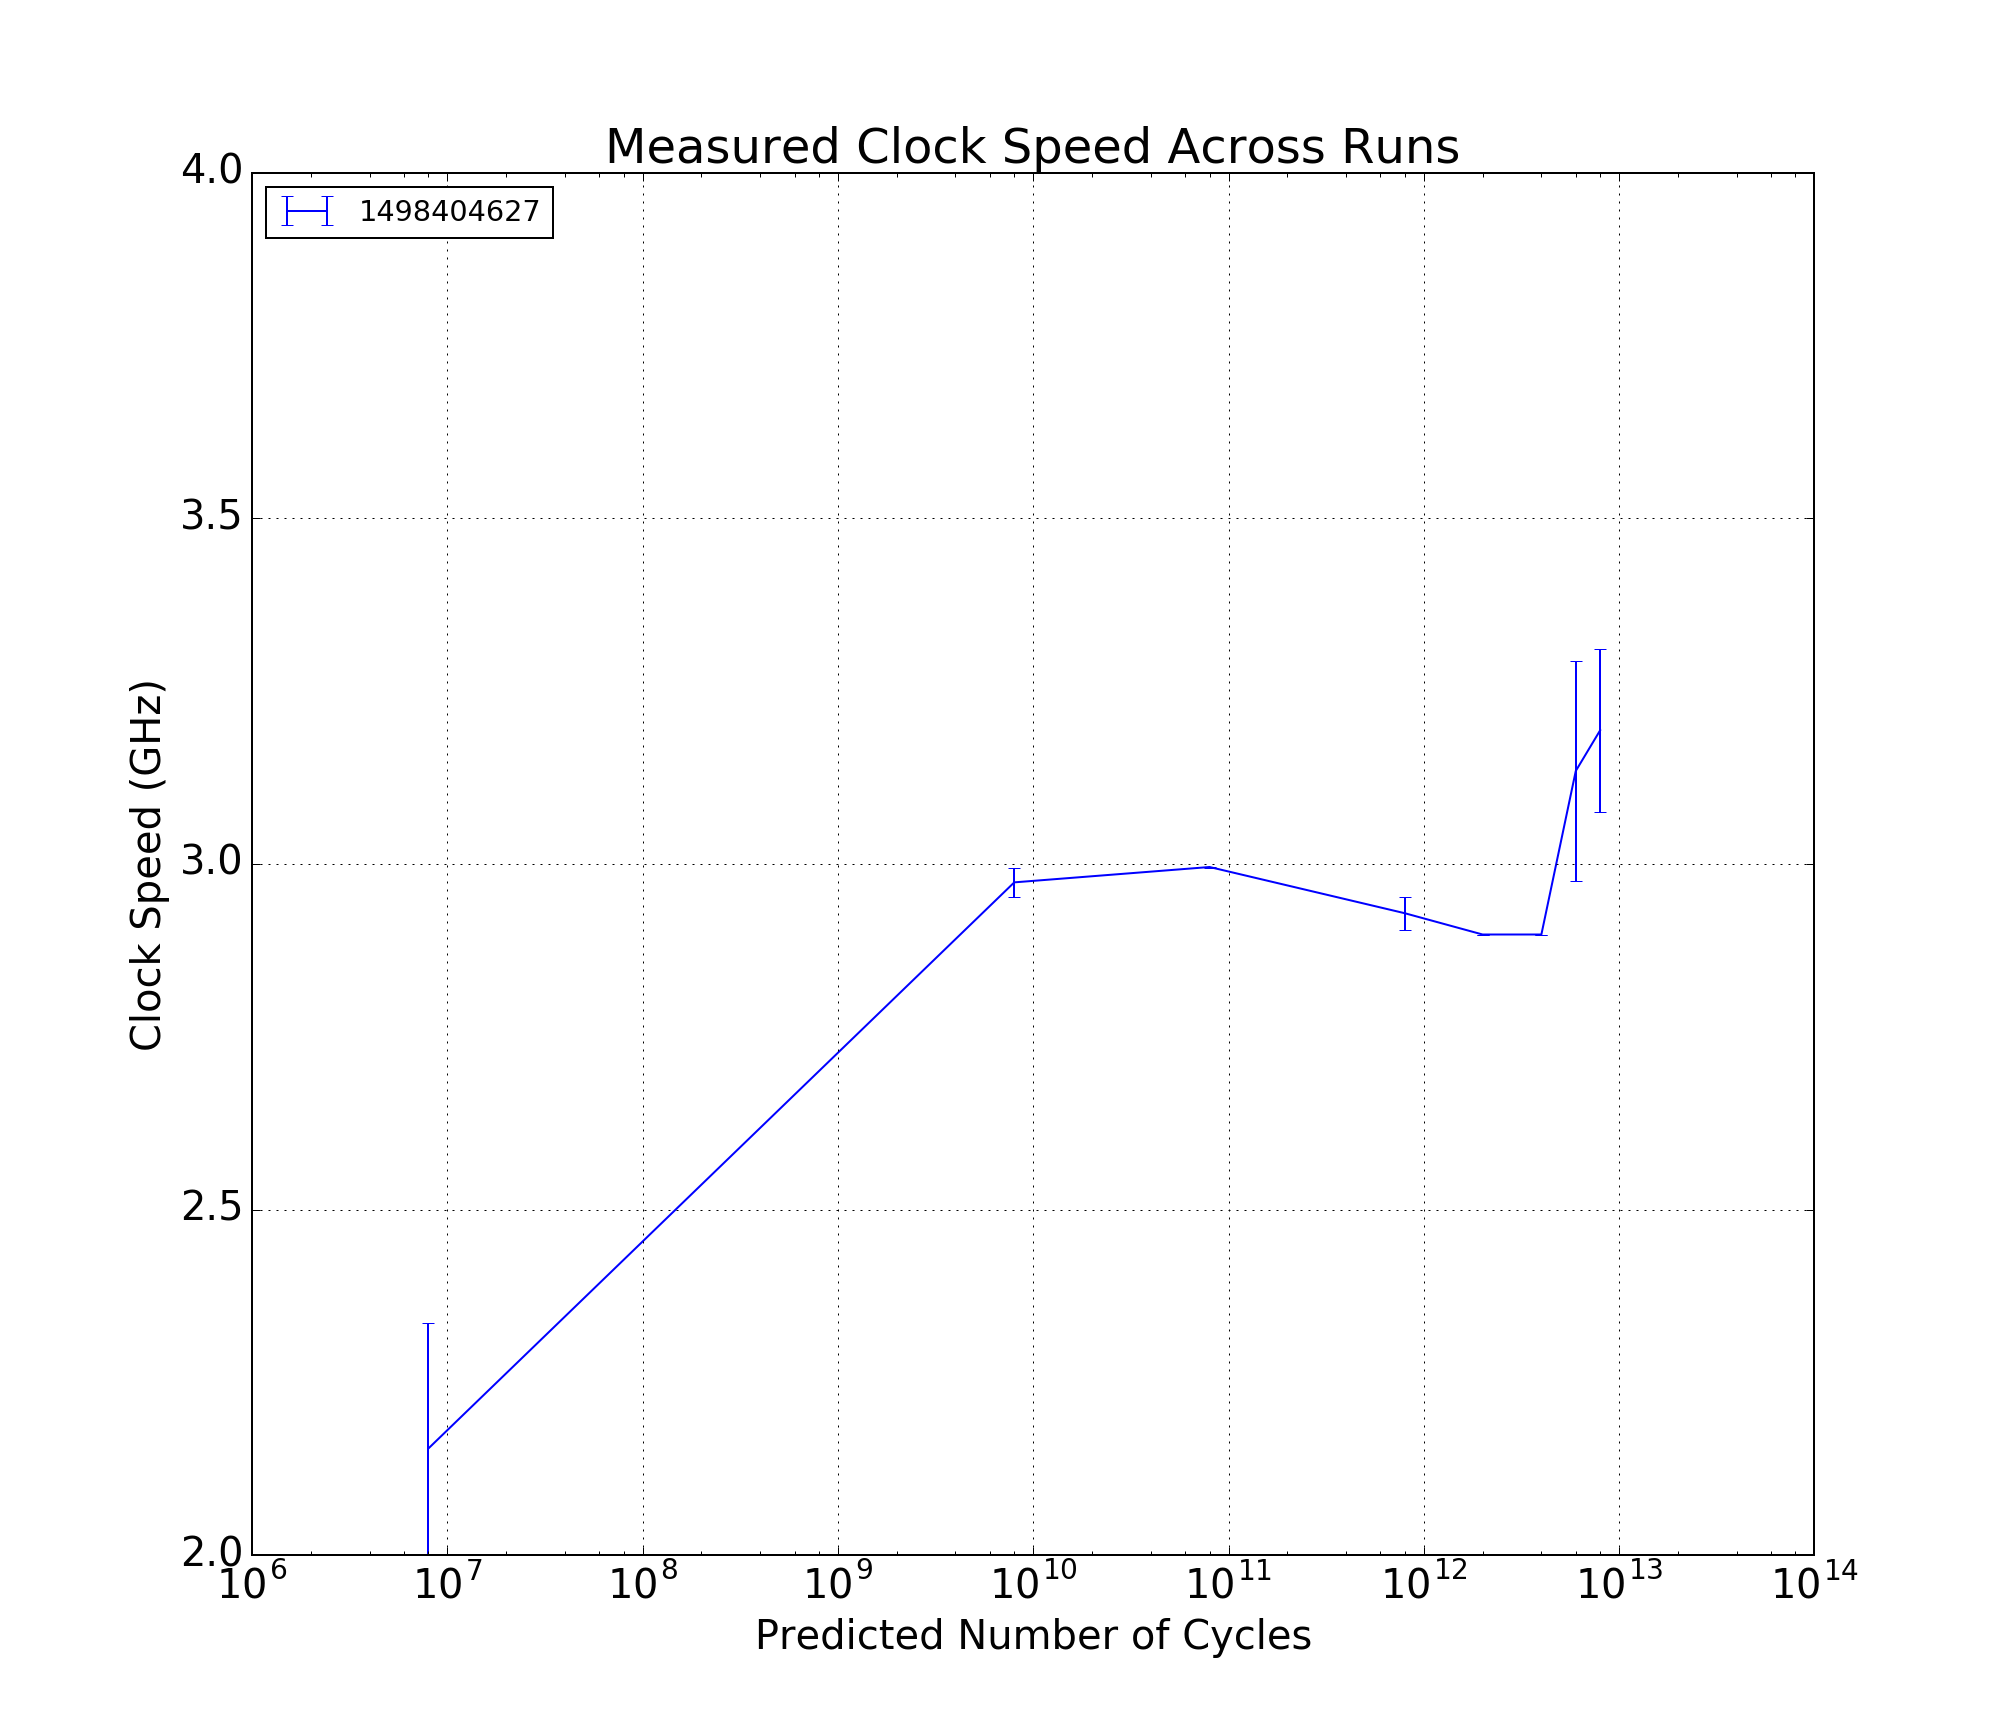 Measured Clock Speed Across Runs
1498404627
4.0
3.5
3.0
2.5
2.0
Clock Speed (GHz)
10^6 10^7 10^8 10^9 10^10 10^11 10^12 10^13 10^14
Predicted Number of Cycles